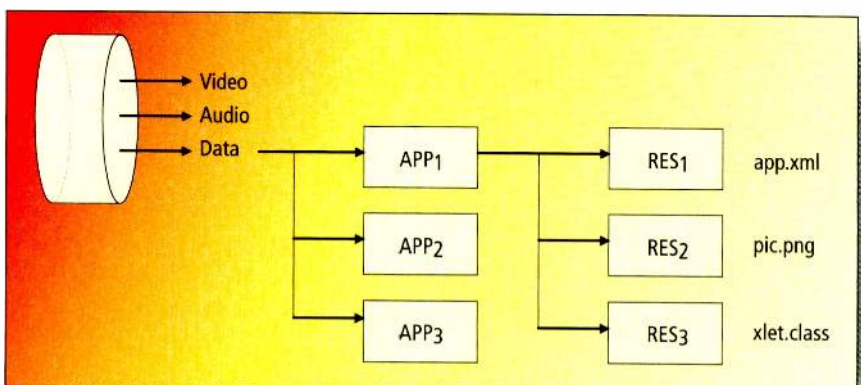 Video
Audio
Data
APP1
RES1
app.xml
APP2
RES2
pic.png
APP3
RES3
xlet.class